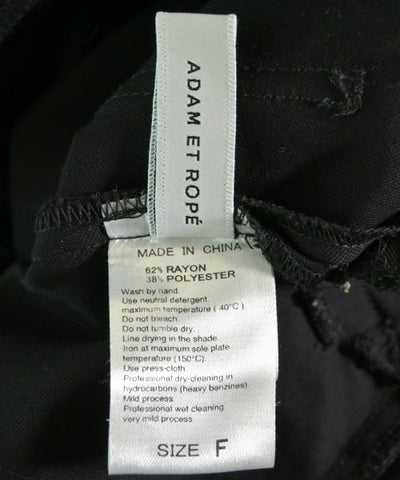 ADAM ET ROPÉ
MADE IN CHINA
62% RAYON
38% POLYESTER
Wash by hand.
Use neutral detergent.
maximum temperature ( 40°C)
Do not bleach.
Do not tumble dry.
Line drying in the shade.
Iron at maximum sole plate
temperature (150°C).
Use press-cloth
Professional dry-cleaning in
hydrocarbons (heavy benzines).
Mild process
Professional wet cleaning
very mild process.
SIZE F